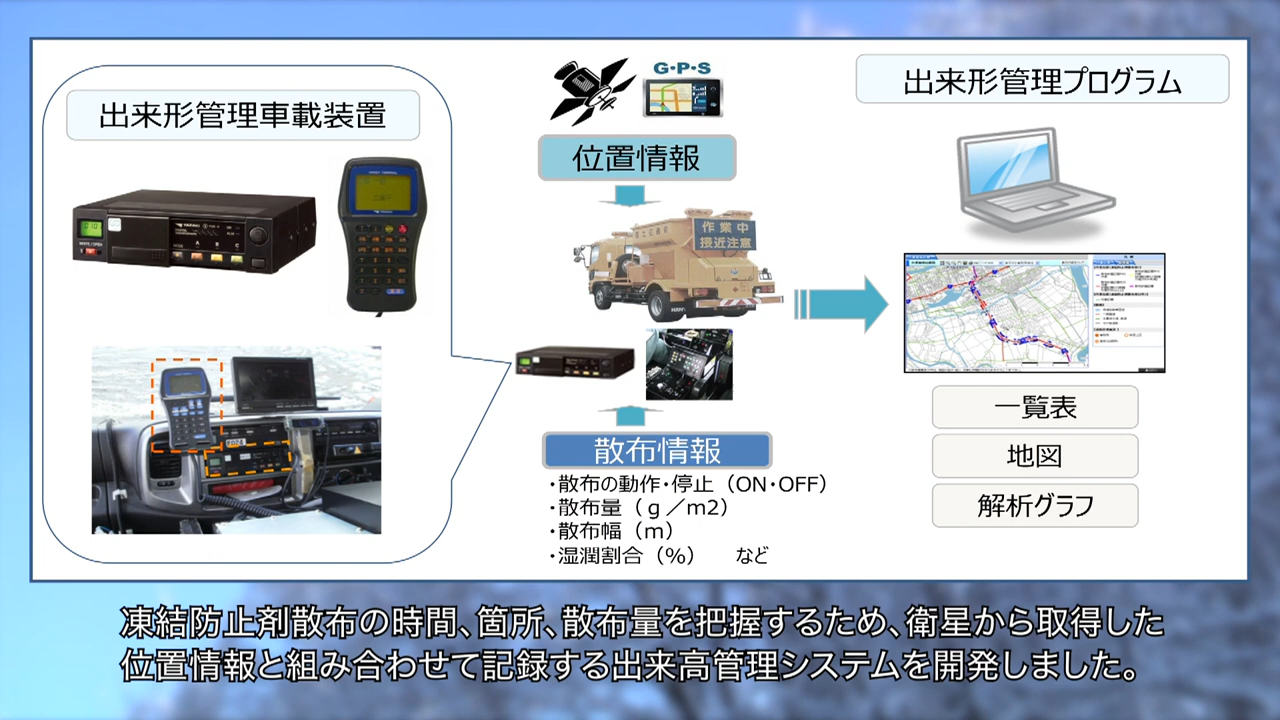 出来形管理車載装置
G・P・S
位置情報
作業中
接近注意
散布情報
・散布の動作・停止（ON・OFF）
・散布量（ｇ／m2）
・散布幅（m）
・湿潤割合（%）　など
出来形管理プログラム
一覧表
地図
解析グラフ
凍結防止剤散布の時間、箇所、散布量を把握するため、衛星から取得した
位置情報と組み合わせて記録する出来高管理システムを開発しました。